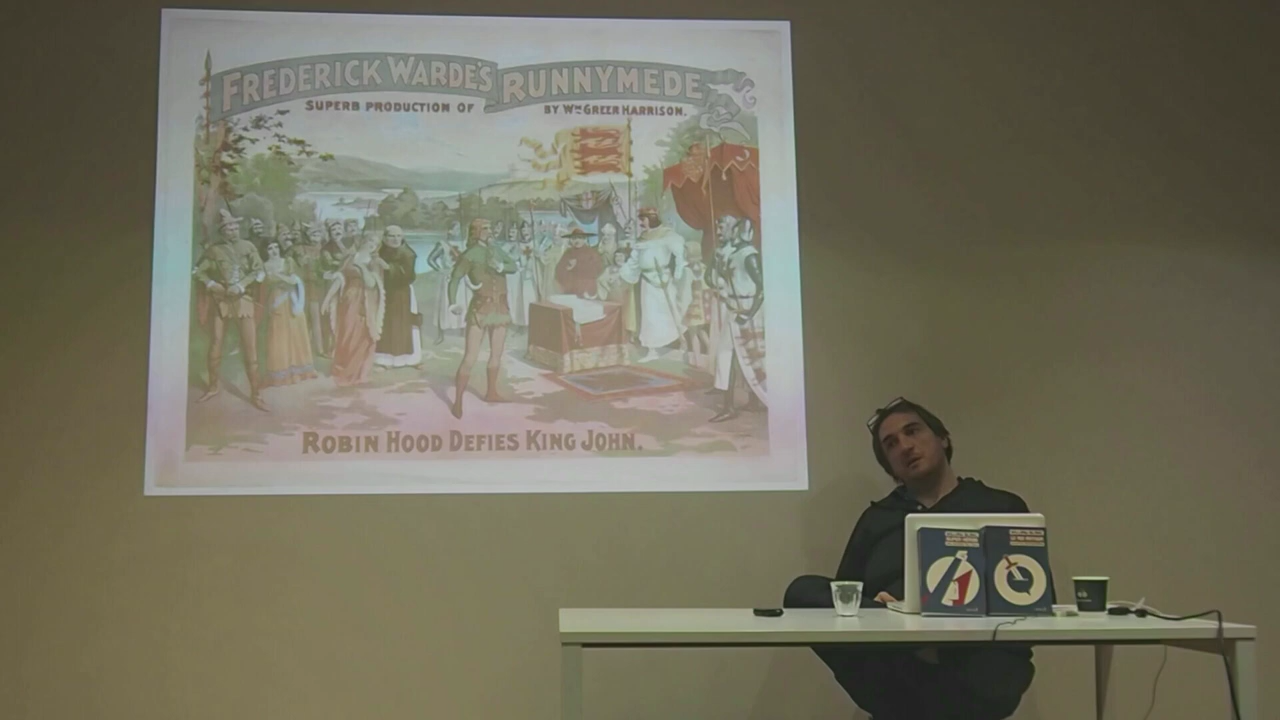 FREDERICK WARDE'S RUNNYMEDE
SUPERB PRODUCTION OF BY WM GREER HARRISON.
ROBIN HOOD DEFIES KING JOHN.